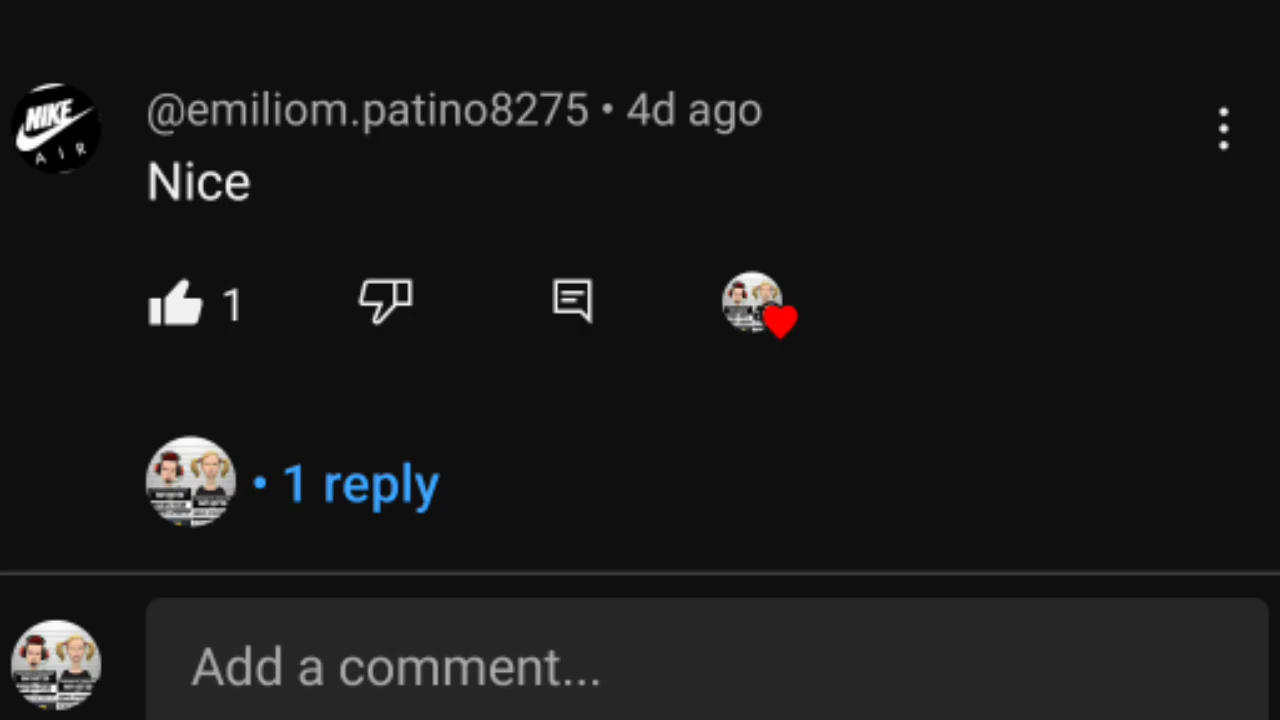 NIKE
AIR
@emiliom.patino8275 • 4d ago
Nice
1
• 1 reply
Add a comment...